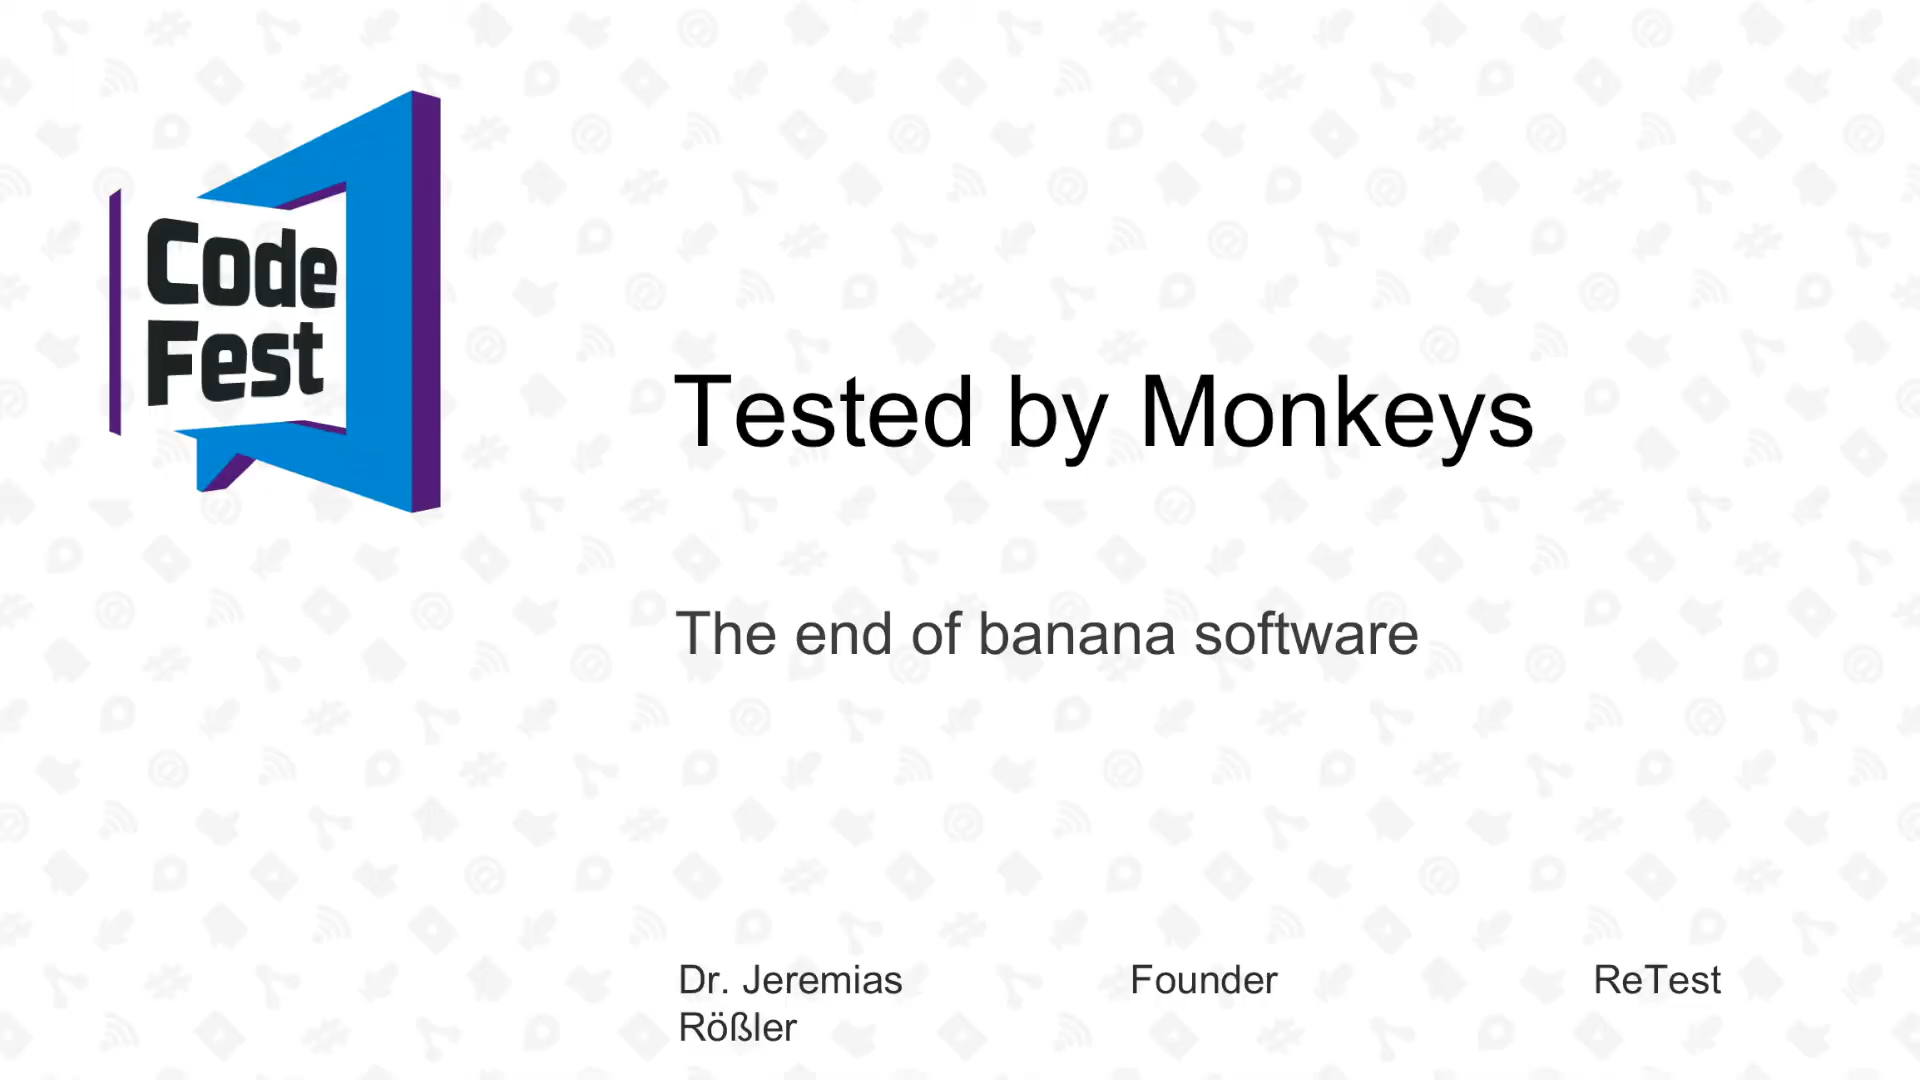 Code
Fest
Tested by Monkeys
The end of banana software
Dr. Jeremias Rößler
Founder
ReTest